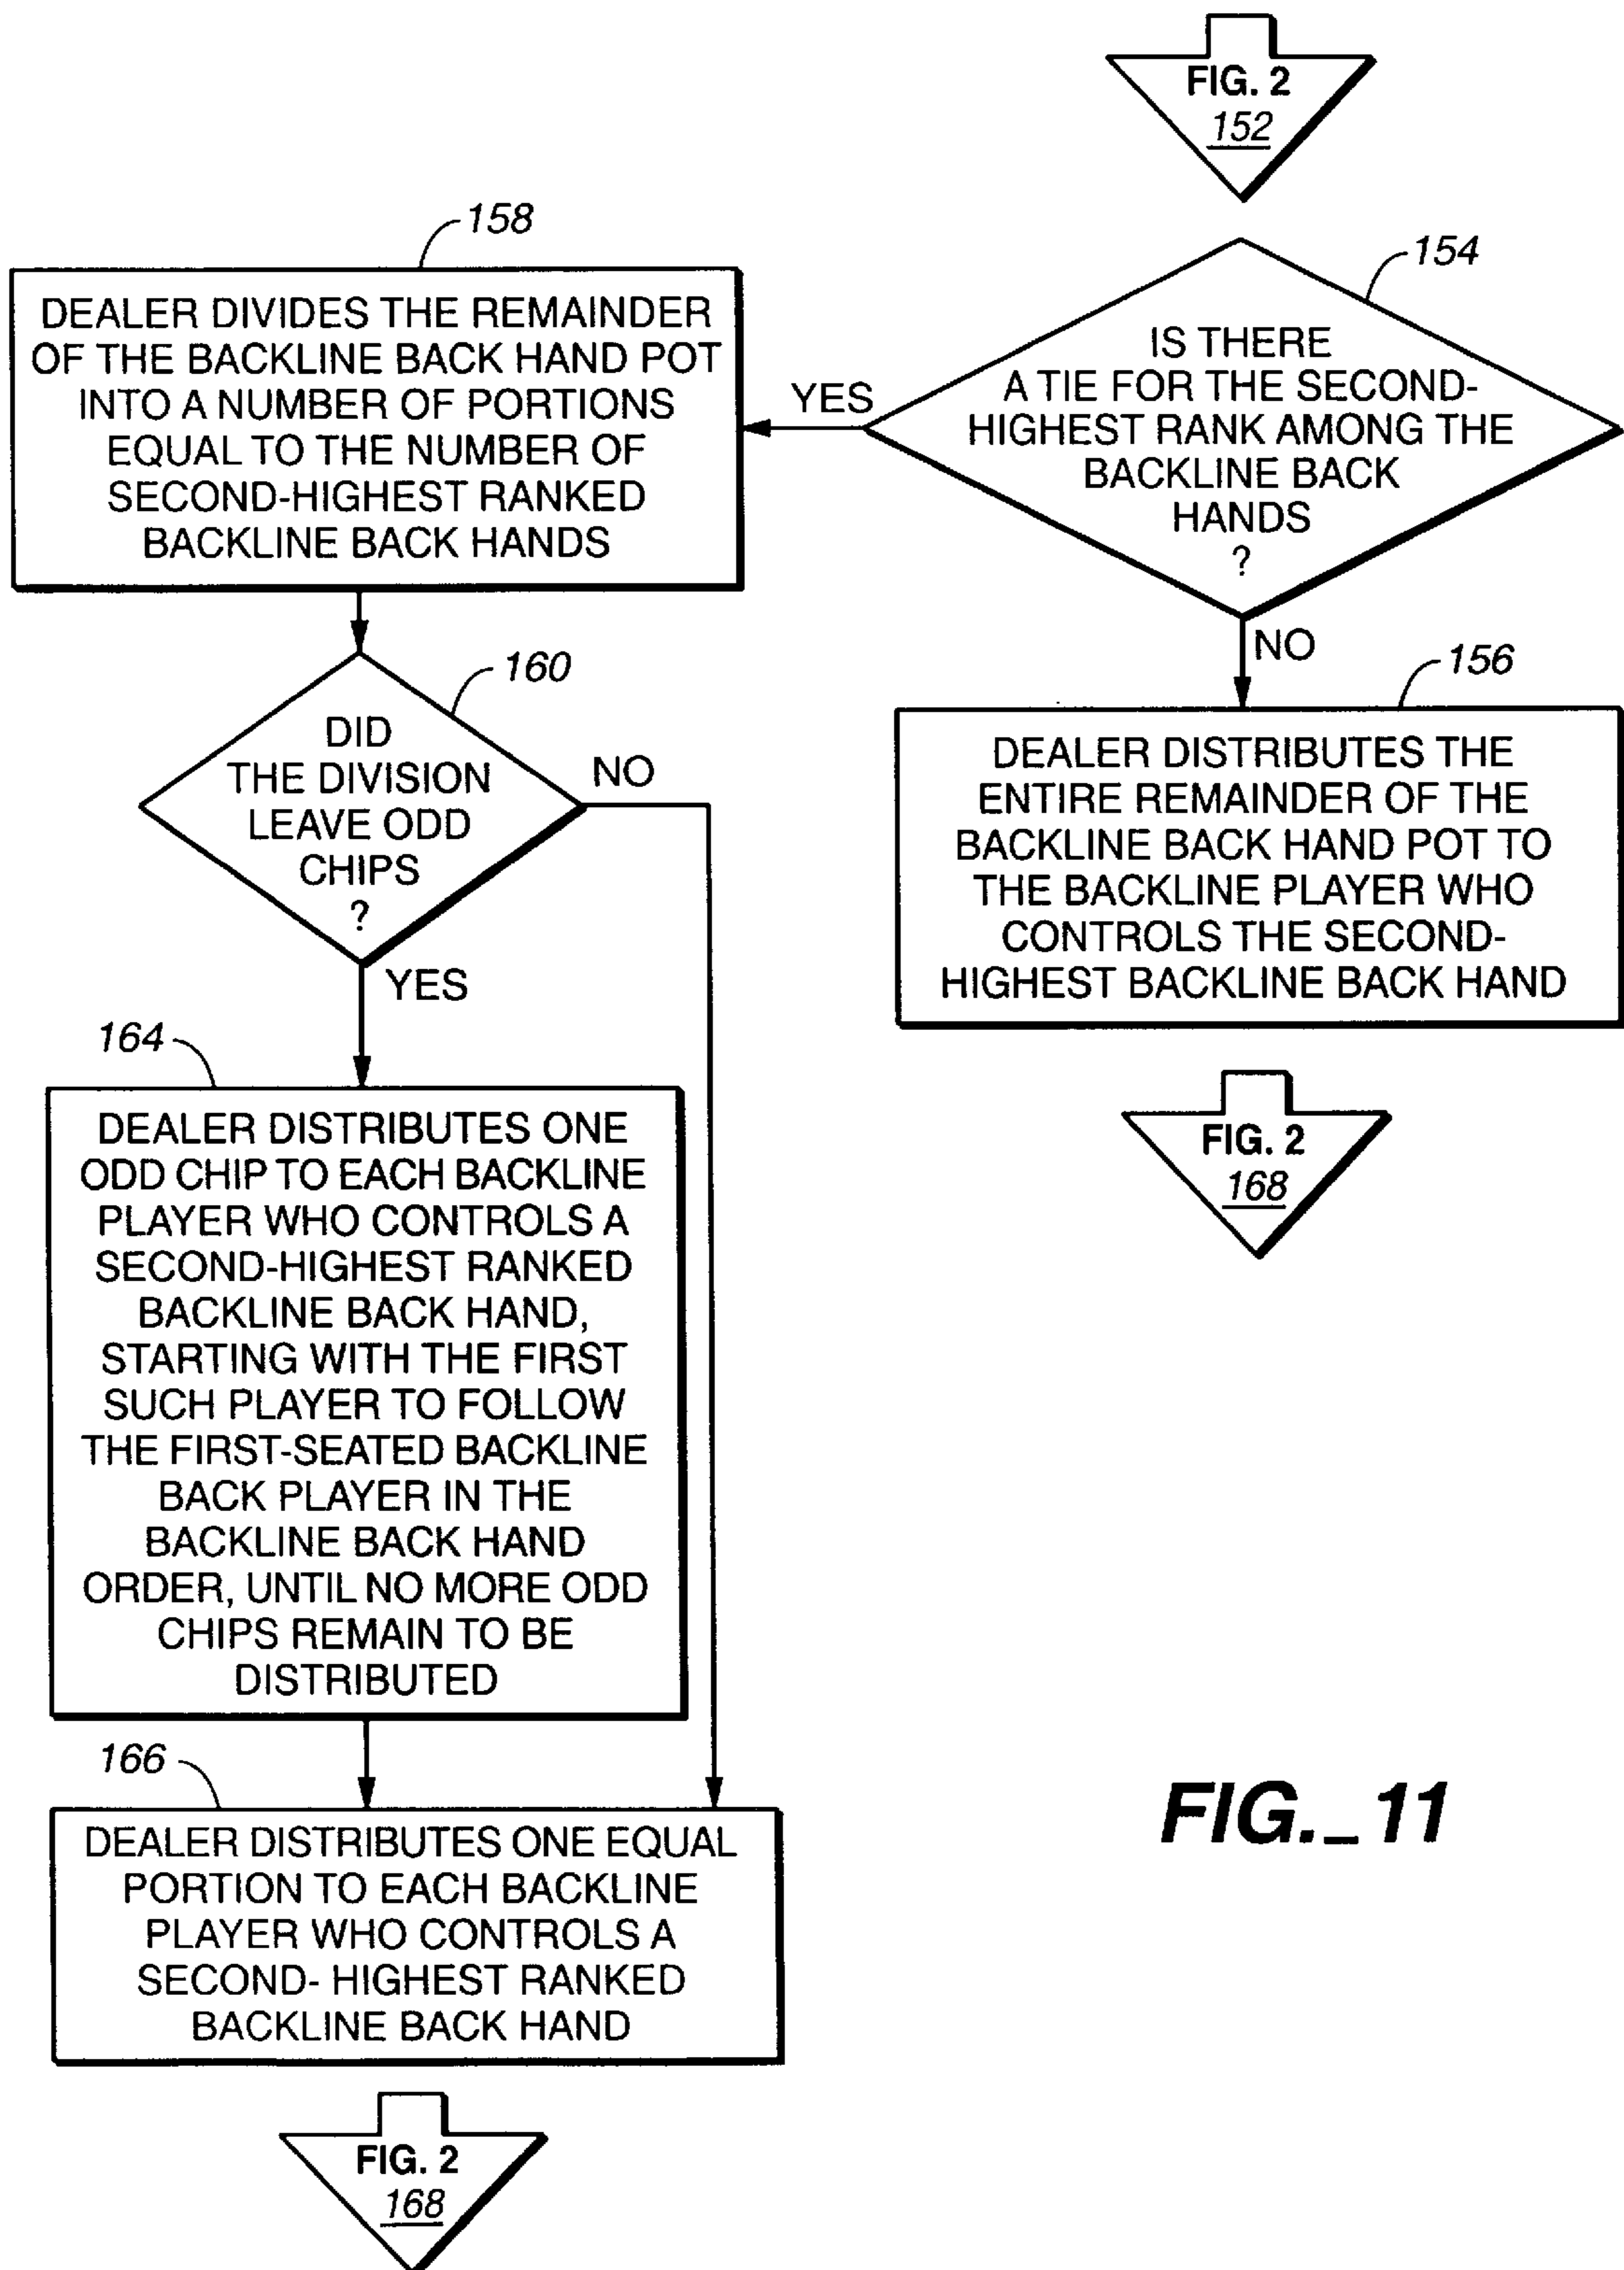 FIG. 2
152
154
IS THERE
A TIE FOR THE SECOND-
HIGHEST RANK AMONG THE
BACKLINE BACK
HANDS
?
YES
NO
158
DEALER DIVIDES THE REMAINDER
OF THE BACKLINE BACK HAND POT
INTO A NUMBER OF PORTIONS
EQUAL TO THE NUMBER OF
SECOND-HIGHEST RANKED
BACKLINE BACK HANDS
156
DEALER DISTRIBUTES THE
ENTIRE REMAINDER OF THE
BACKLINE BACK HAND POT TO
THE BACKLINE PLAYER WHO
CONTROLS THE SECOND-
HIGHEST BACKLINE BACK HAND
FIG. 2
168
160
DID
THE DIVISION
LEAVE ODD
CHIPS
?
NO
YES
164
DEALER DISTRIBUTES ONE
ODD CHIP TO EACH BACKLINE
PLAYER WHO CONTROLS A
SECOND-HIGHEST RANKED
BACKLINE BACK HAND,
STARTING WITH THE FIRST
SUCH PLAYER TO FOLLOW
THE FIRST-SEATED BACKLINE
BACK PLAYER IN THE
BACKLINE BACK HAND
ORDER, UNTIL NO MORE ODD
CHIPS REMAIN TO BE
DISTRIBUTED
166
DEALER DISTRIBUTES ONE EQUAL
PORTION TO EACH BACKLINE
PLAYER WHO CONTROLS A
SECOND- HIGHEST RANKED
BACKLINE BACK HAND
FIG. 2
168
FIG._11